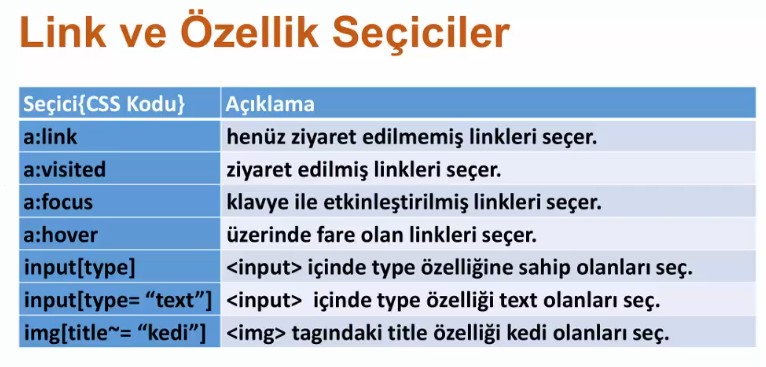 Link ve Özellik Seçiciler
Seçici{CSS Kodu} Açıklama
a:link henüz ziyaret edilmemiş linkleri seçer.
a:visited ziyaret edilmiş linkleri seçer.
a:focus klavye ile etkinleştirilmiş linkleri seçer.
a:hover üzerinde fare olan linkleri seçer.
input[type] <input> içinde type özelliğine sahip olanları seç.
input[type= “text”] <input>  içinde type özelliği text olanları seç.
img[title~= “kedi”] <img> tagındaki title özelliği kedi olanları seç.